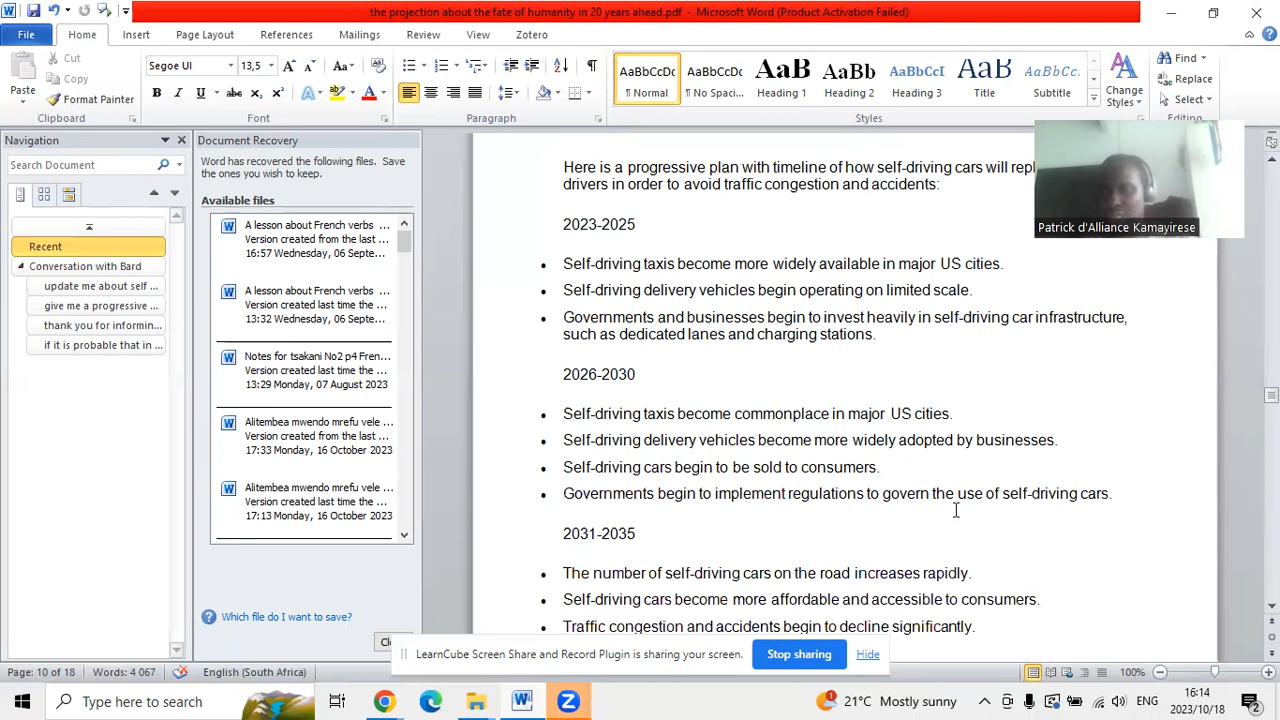 the projection about the fate of humanity in 20 years ahead.pdf - Microsoft Word (Product Activation Failed)
File Home Insert Page Layout References Mailings Review View Zotero
Cut
Copy
Format Painter
Paste
Clipboard
Segoe UI 13,5
Font
Paragraph
AaBbCcDc AaBbCcDc AaB AaBbCc AaBbCcI AaB AaBbCc.
¶ Normal ¶ No Spaci... Heading 1 Heading 2 Heading 3 Title Subtitle
Change
Styles
Styles
Find
Replace
Select
Editing
Navigation
Search Document
Recent
Conversation with Bard
update me about self ...
give me a progressive ...
thank you for informin...
if it is probable that in ...
Document Recovery
Word has recovered the following files. Save
the ones you wish to keep.
Available files
A lesson about French verbs ...
Version created from the last ...
16:57 Wednesday, 06 Septe...
A lesson about French verbs ...
Version created last time the ...
13:32 Wednesday, 06 Septe...
Notes for tsakani No2 p4 Fren...
Version created last time the ...
13:29 Monday, 07 August 2023
Alitembea mwendo mrefu vele ...
Version created from the last ...
17:33 Monday, 16 October 2023
Alitembea mwendo mrefu vele ...
Version created last time the ...
17:13 Monday, 16 October 2023
Which file do I want to save?
Here is a progressive plan with timeline of how self-driving cars will repl
drivers in order to avoid traffic congestion and accidents:
2023-2025
• Self-driving taxis become more widely available in major US cities.
• Self-driving delivery vehicles begin operating on limited scale.
• Governments and businesses begin to invest heavily in self-driving car infrastructure,
such as dedicated lanes and charging stations.
2026-2030
• Self-driving taxis become commonplace in major US cities.
• Self-driving delivery vehicles become more widely adopted by businesses.
• Self-driving cars begin to be sold to consumers.
• Governments begin to implement regulations to govern the use of self-driving cars.
2031-2035
• The number of self-driving cars on the road increases rapidly.
• Self-driving cars become more affordable and accessible to consumers.
• Traffic congestion and accidents begin to decline significantly.
Patrick d'Alliance Kamayirese
LearnCube Screen Share and Record Plugin is sharing your screen. Stop sharing Hide
Page: 10 of 18 Words: 4 067 English (South Africa) 100%
Type here to search
21°C Mostly sunny
ENG
16:14
2023/10/18
2